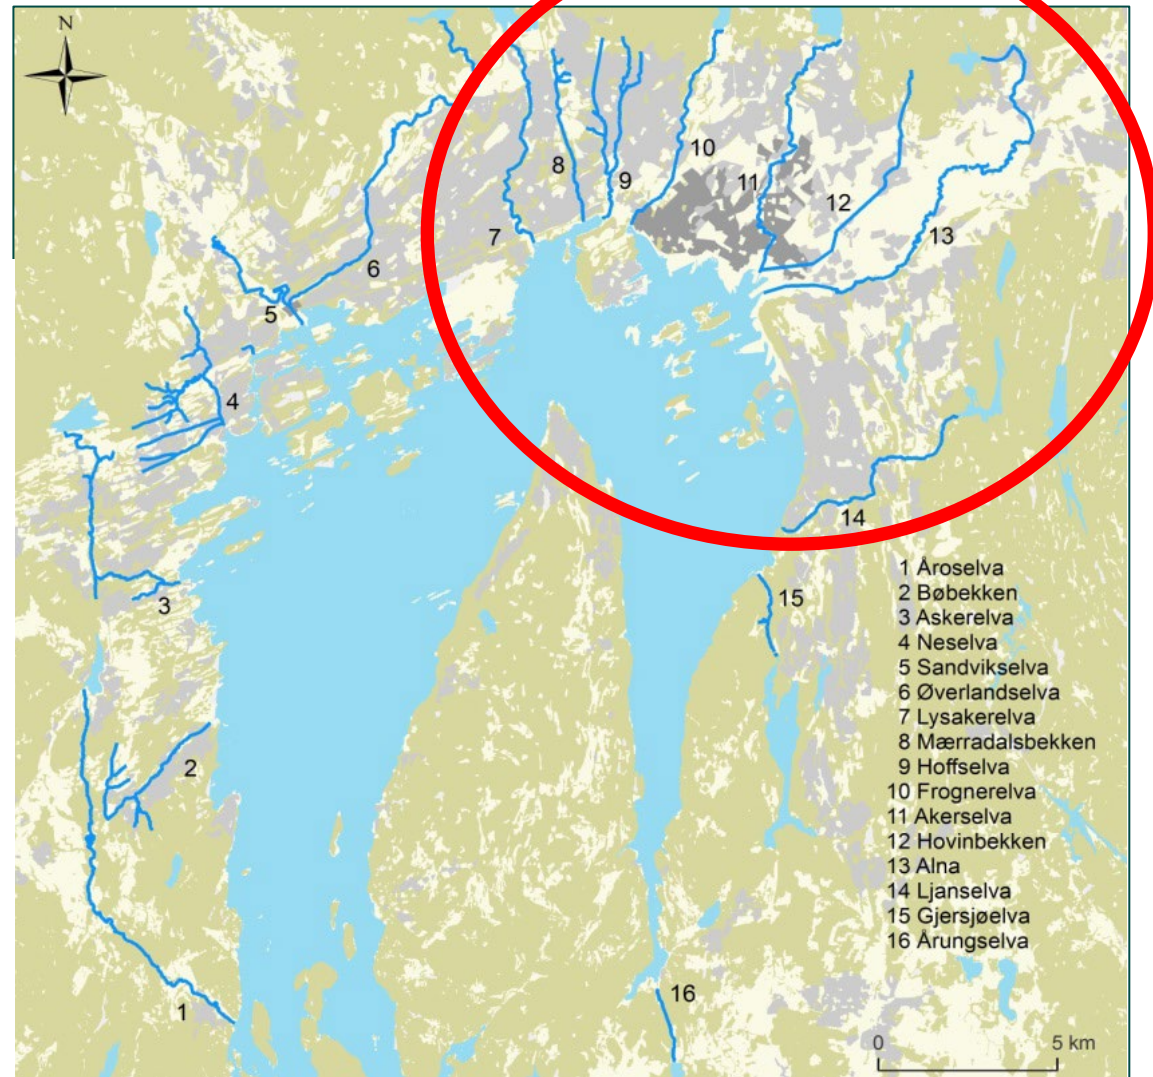 N
8
9
10
11
12
13
7
6
5
4
14
3
15
2
16
1
1 Åroselva
2 Bøbekken
3 Askerelva
4 Neselva
5 Sandvikselva
6 Øverlandselva
7 Lysakerelva
8 Mærradalsbekken
9 Hoffselva
10 Frognerelva
11 Akerselva
12 Hovinbekken
13 Alna
14 Ljanselva
15 Gjersjøelva
16 Årungselva
0 5 km